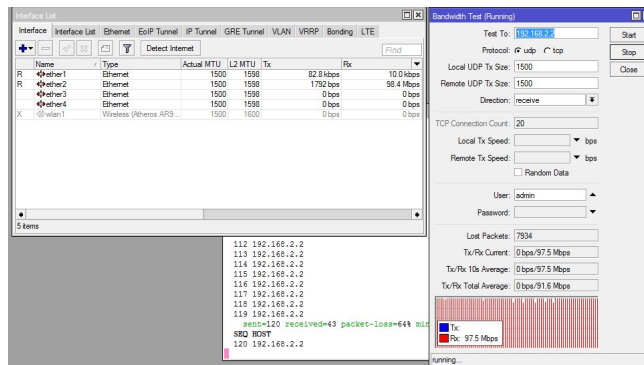 Interface List
Interface Interface List Ethernet EoIP Tunnel IP Tunnel GRE Tunnel VLAN VRRP Bonding LTE
Detect Internet
Find
Name / Type Actual MTU L2 MTU Tx Rx
R ether1 Ethernet 1500 1598 82.8 kbps 10.0 kbps
R ether2 Ethernet 1500 1598 1792 bps 98.4 Mbps
ether3 Ethernet 1500 1598 0 bps 0 bps
ether4 Ethernet 1500 1598 0 bps 0 bps
X wlan1 Wireless (Atheros AR9... 1500 1600 0 bps 0 bps
5 items
112 192.168.2.2
113 192.168.2.2
114 192.168.2.2
115 192.168.2.2
116 192.168.2.2
117 192.168.2.2
118 192.168.2.2
119 192.168.2.2
sent=120 received=43 packet-loss=64%
SEQ HOST
120 192.168.2.2
Bandwidth Test (Running)
Test To: 192.168.2.2
Start
Protocol: udp tcp
Stop
Local UDP Tx Size: 1500
Close
Remote UDP Tx Size: 1500
Direction: receive
TCP Connection Count: 20
Local Tx Speed: bps
Remote Tx Speed: bps
Random Data
User: admin
Password:
Lost Packets: 7934
Tx/Rx Current: 0 bps/97.5 Mbps
Tx/Rx 10s Average: 0 bps/97.5 Mbps
Tx/Rx Total Average: 0 bps/91.6 Mbps
Tx:
Rx: 97.5 Mbps
running...